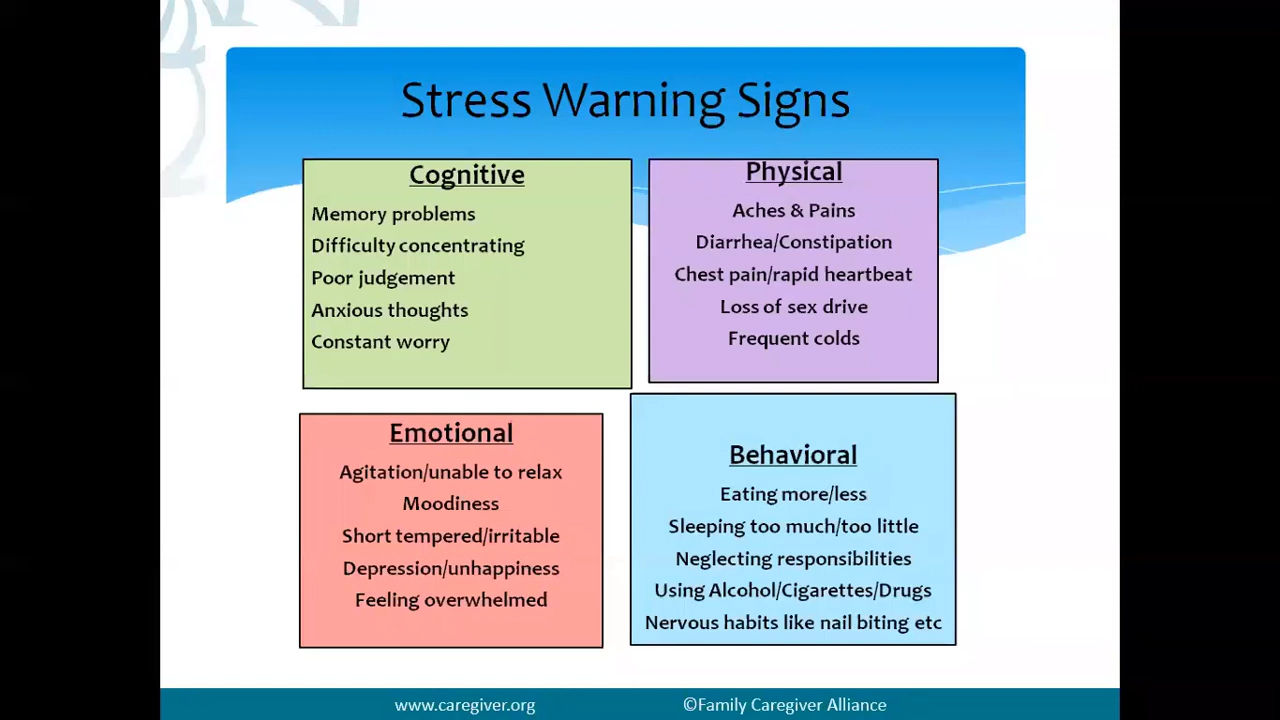 Stress Warning Signs
Cognitive
Memory problems
Difficulty concentrating
Poor judgement
Anxious thoughts
Constant worry
Physical
Aches & Pains
Diarrhea/Constipation
Chest pain/rapid heartbeat
Loss of sex drive
Frequent colds
Emotional
Agitation/unable to relax
Moodiness
Short tempered/irritable
Depression/unhappiness
Feeling overwhelmed
Behavioral
Eating more/less
Sleeping too much/too little
Neglecting responsibilities
Using Alcohol/Cigarettes/Drugs
Nervous habits like nail biting etc
www.caregiver.org ©Family Caregiver Alliance